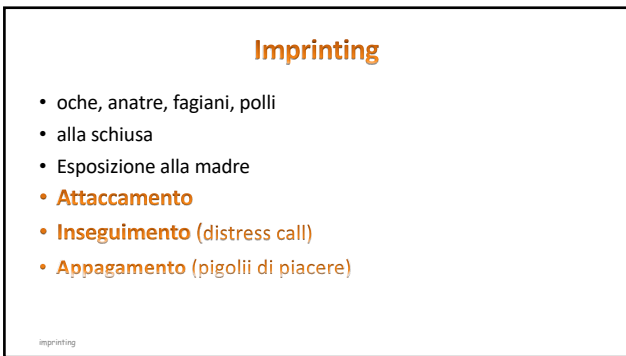 Imprinting
• oche, anatre, fagiani, polli
• alla schiusa
• Esposizione alla madre
• Attaccamento
• Inseguimento (distress call)
• Appagamento (pigolii di piacere)
imprinting